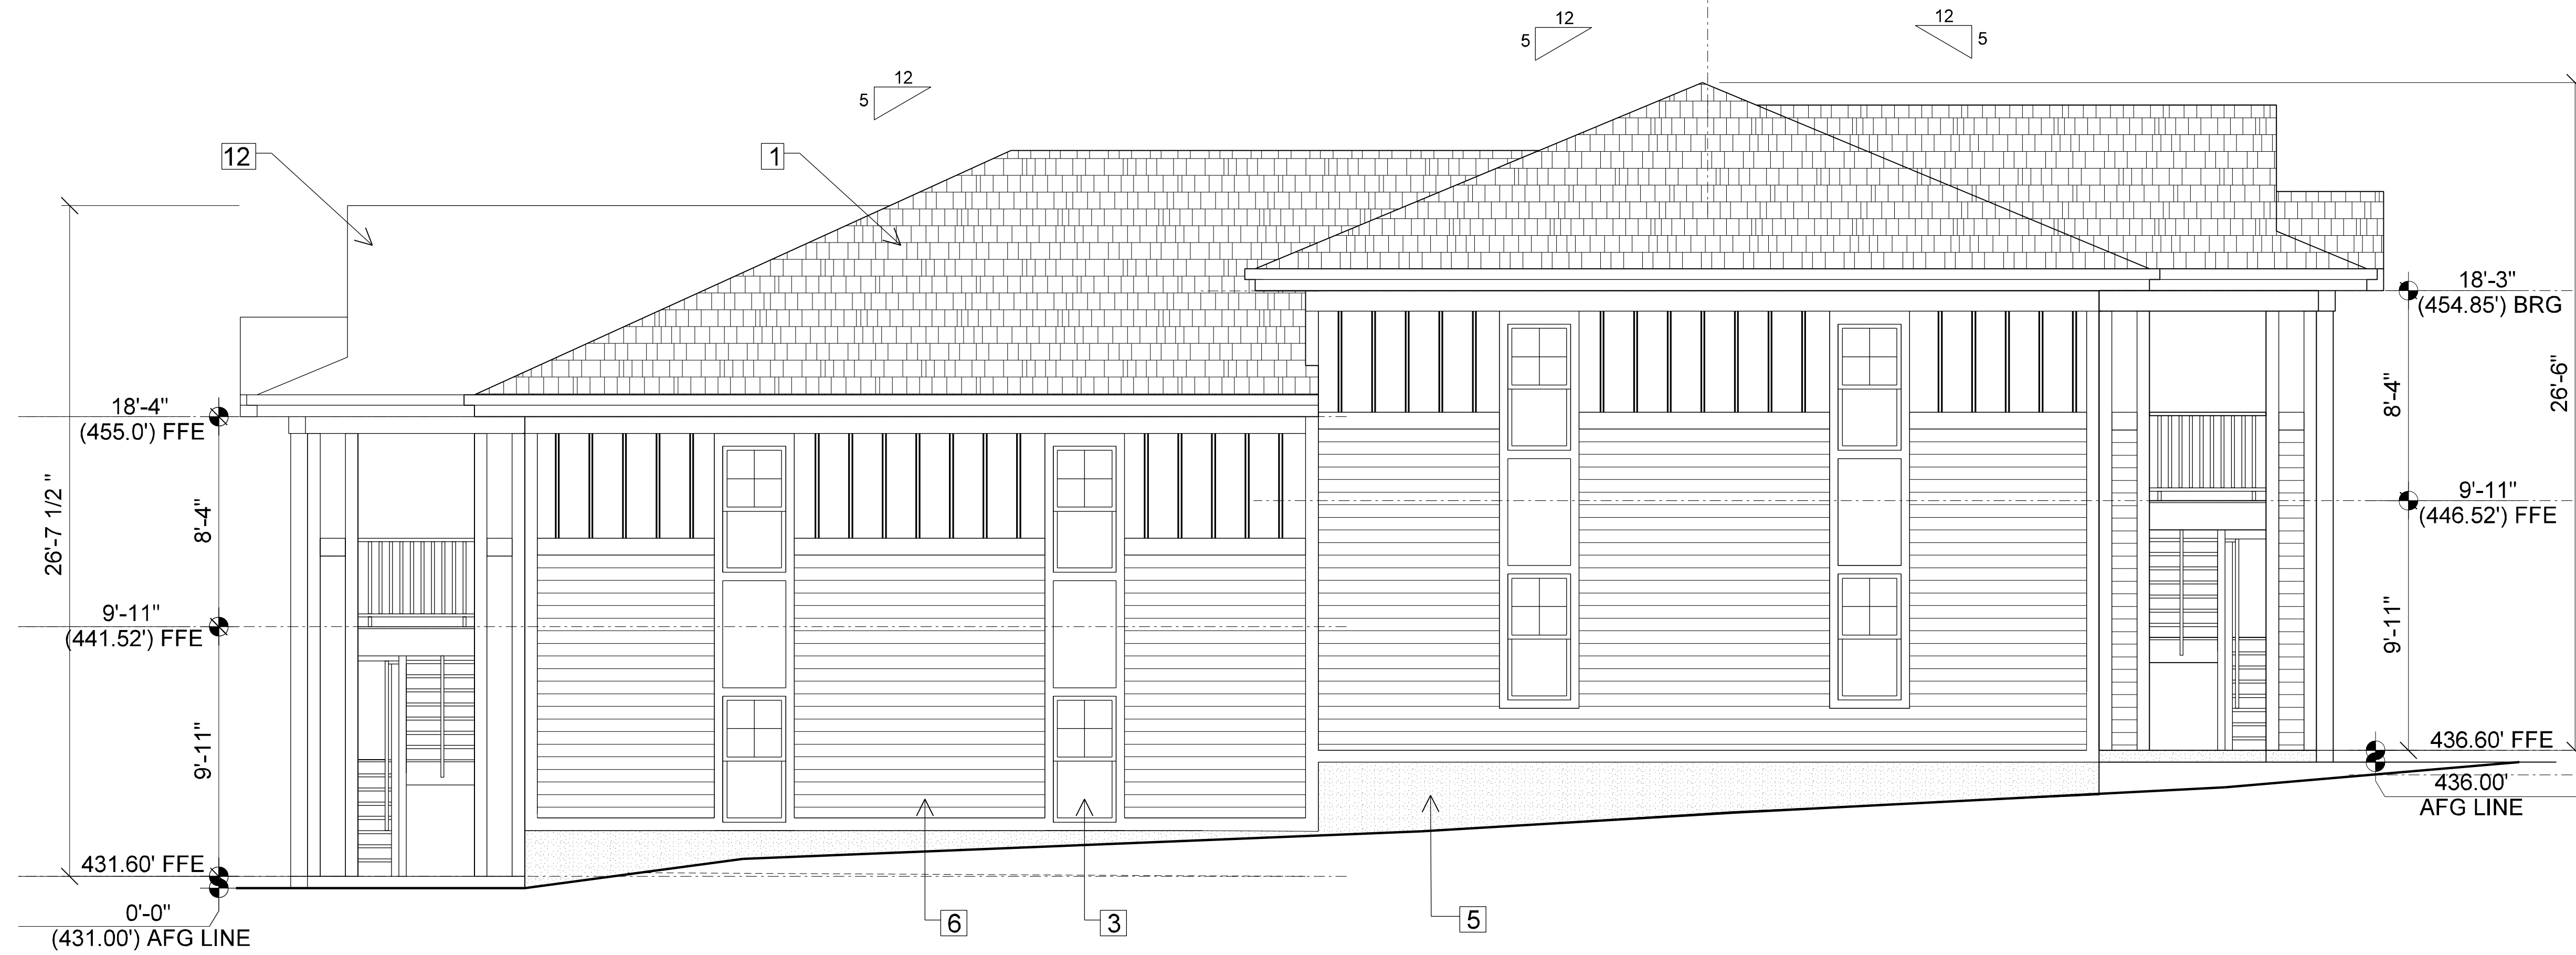 12
5
12
5
12
5
12
1
18'-3"
(454.85') BRG
8'-4"
26'-6"
18'-4"
(455.0') FFE
26'-7 1/2 "
8'-4"
9'-11"
(446.52') FFE
9'-11"
(441.52') FFE
9'-11"
9'-11"
436.60' FFE
436.00'
AFG LINE
431.60' FFE
0'-0"
(431.00') AFG LINE
6
3
5